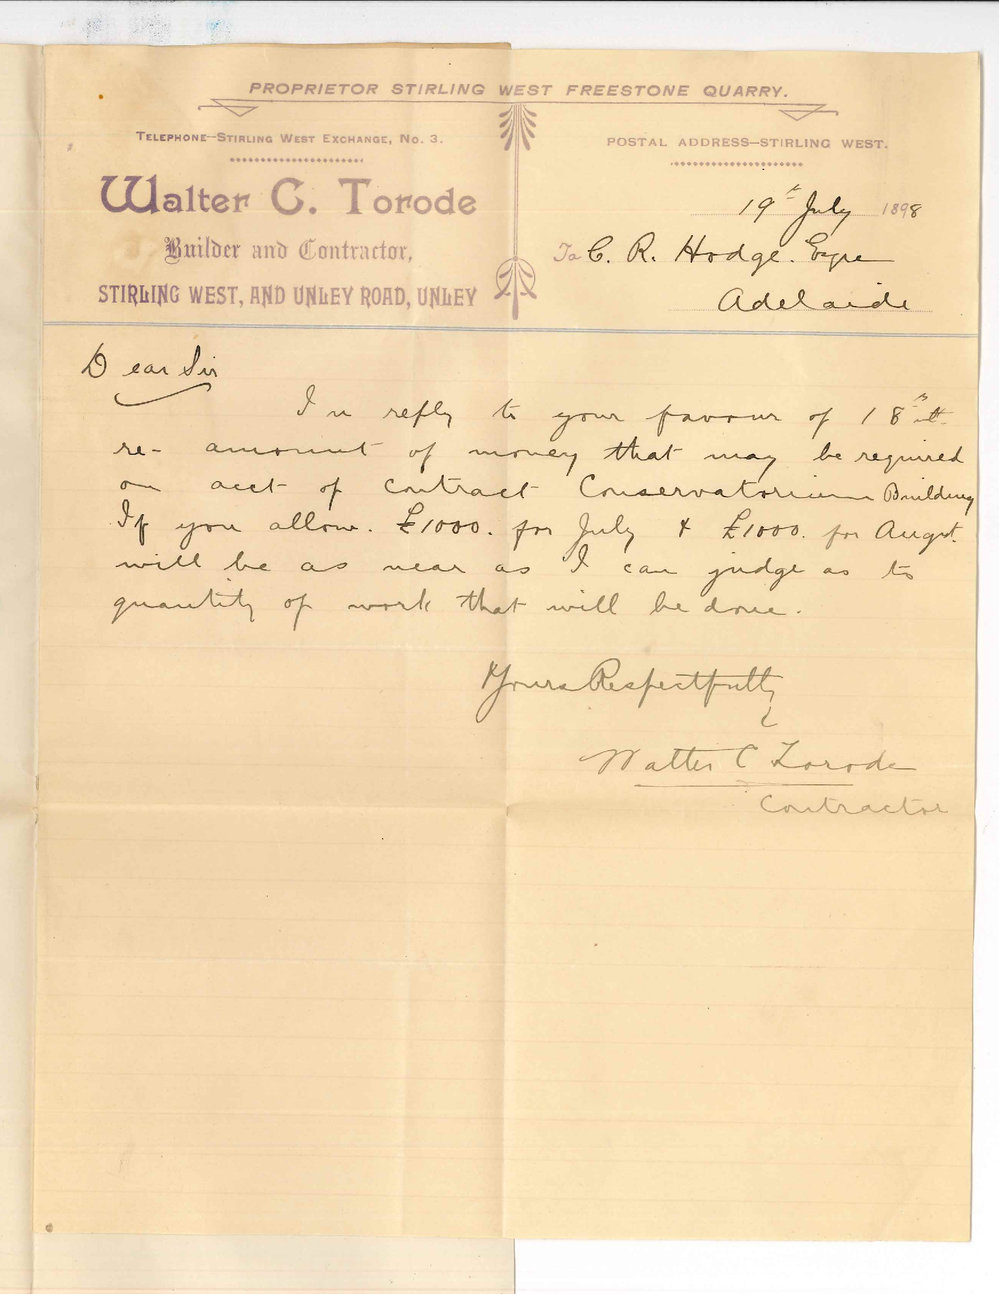 PROPRIETOR STIRLING WEST FREESTONE QUARRY.
TELEPHONE—STIRLING WEST EXCHANGE, NO. 3.
POSTAL ADDRESS—STIRLING WEST.
Walter C. Torode
Builder and Contractor,
STIRLING WEST, AND UNLEY ROAD, UNLEY
19th July 1898
To C. R. Hodge. Esqre
Adelaide
Dear Sir
In reply to your favour of 18th
re- amount of money that may be required
on acct of contract Conservatorium Building
If you allow. £1000. for July & £1000. for Augst.
will be as near as I can judge as to
quantity of work that will be done.
Yours Respectfully
Walter C Torode
Contractor